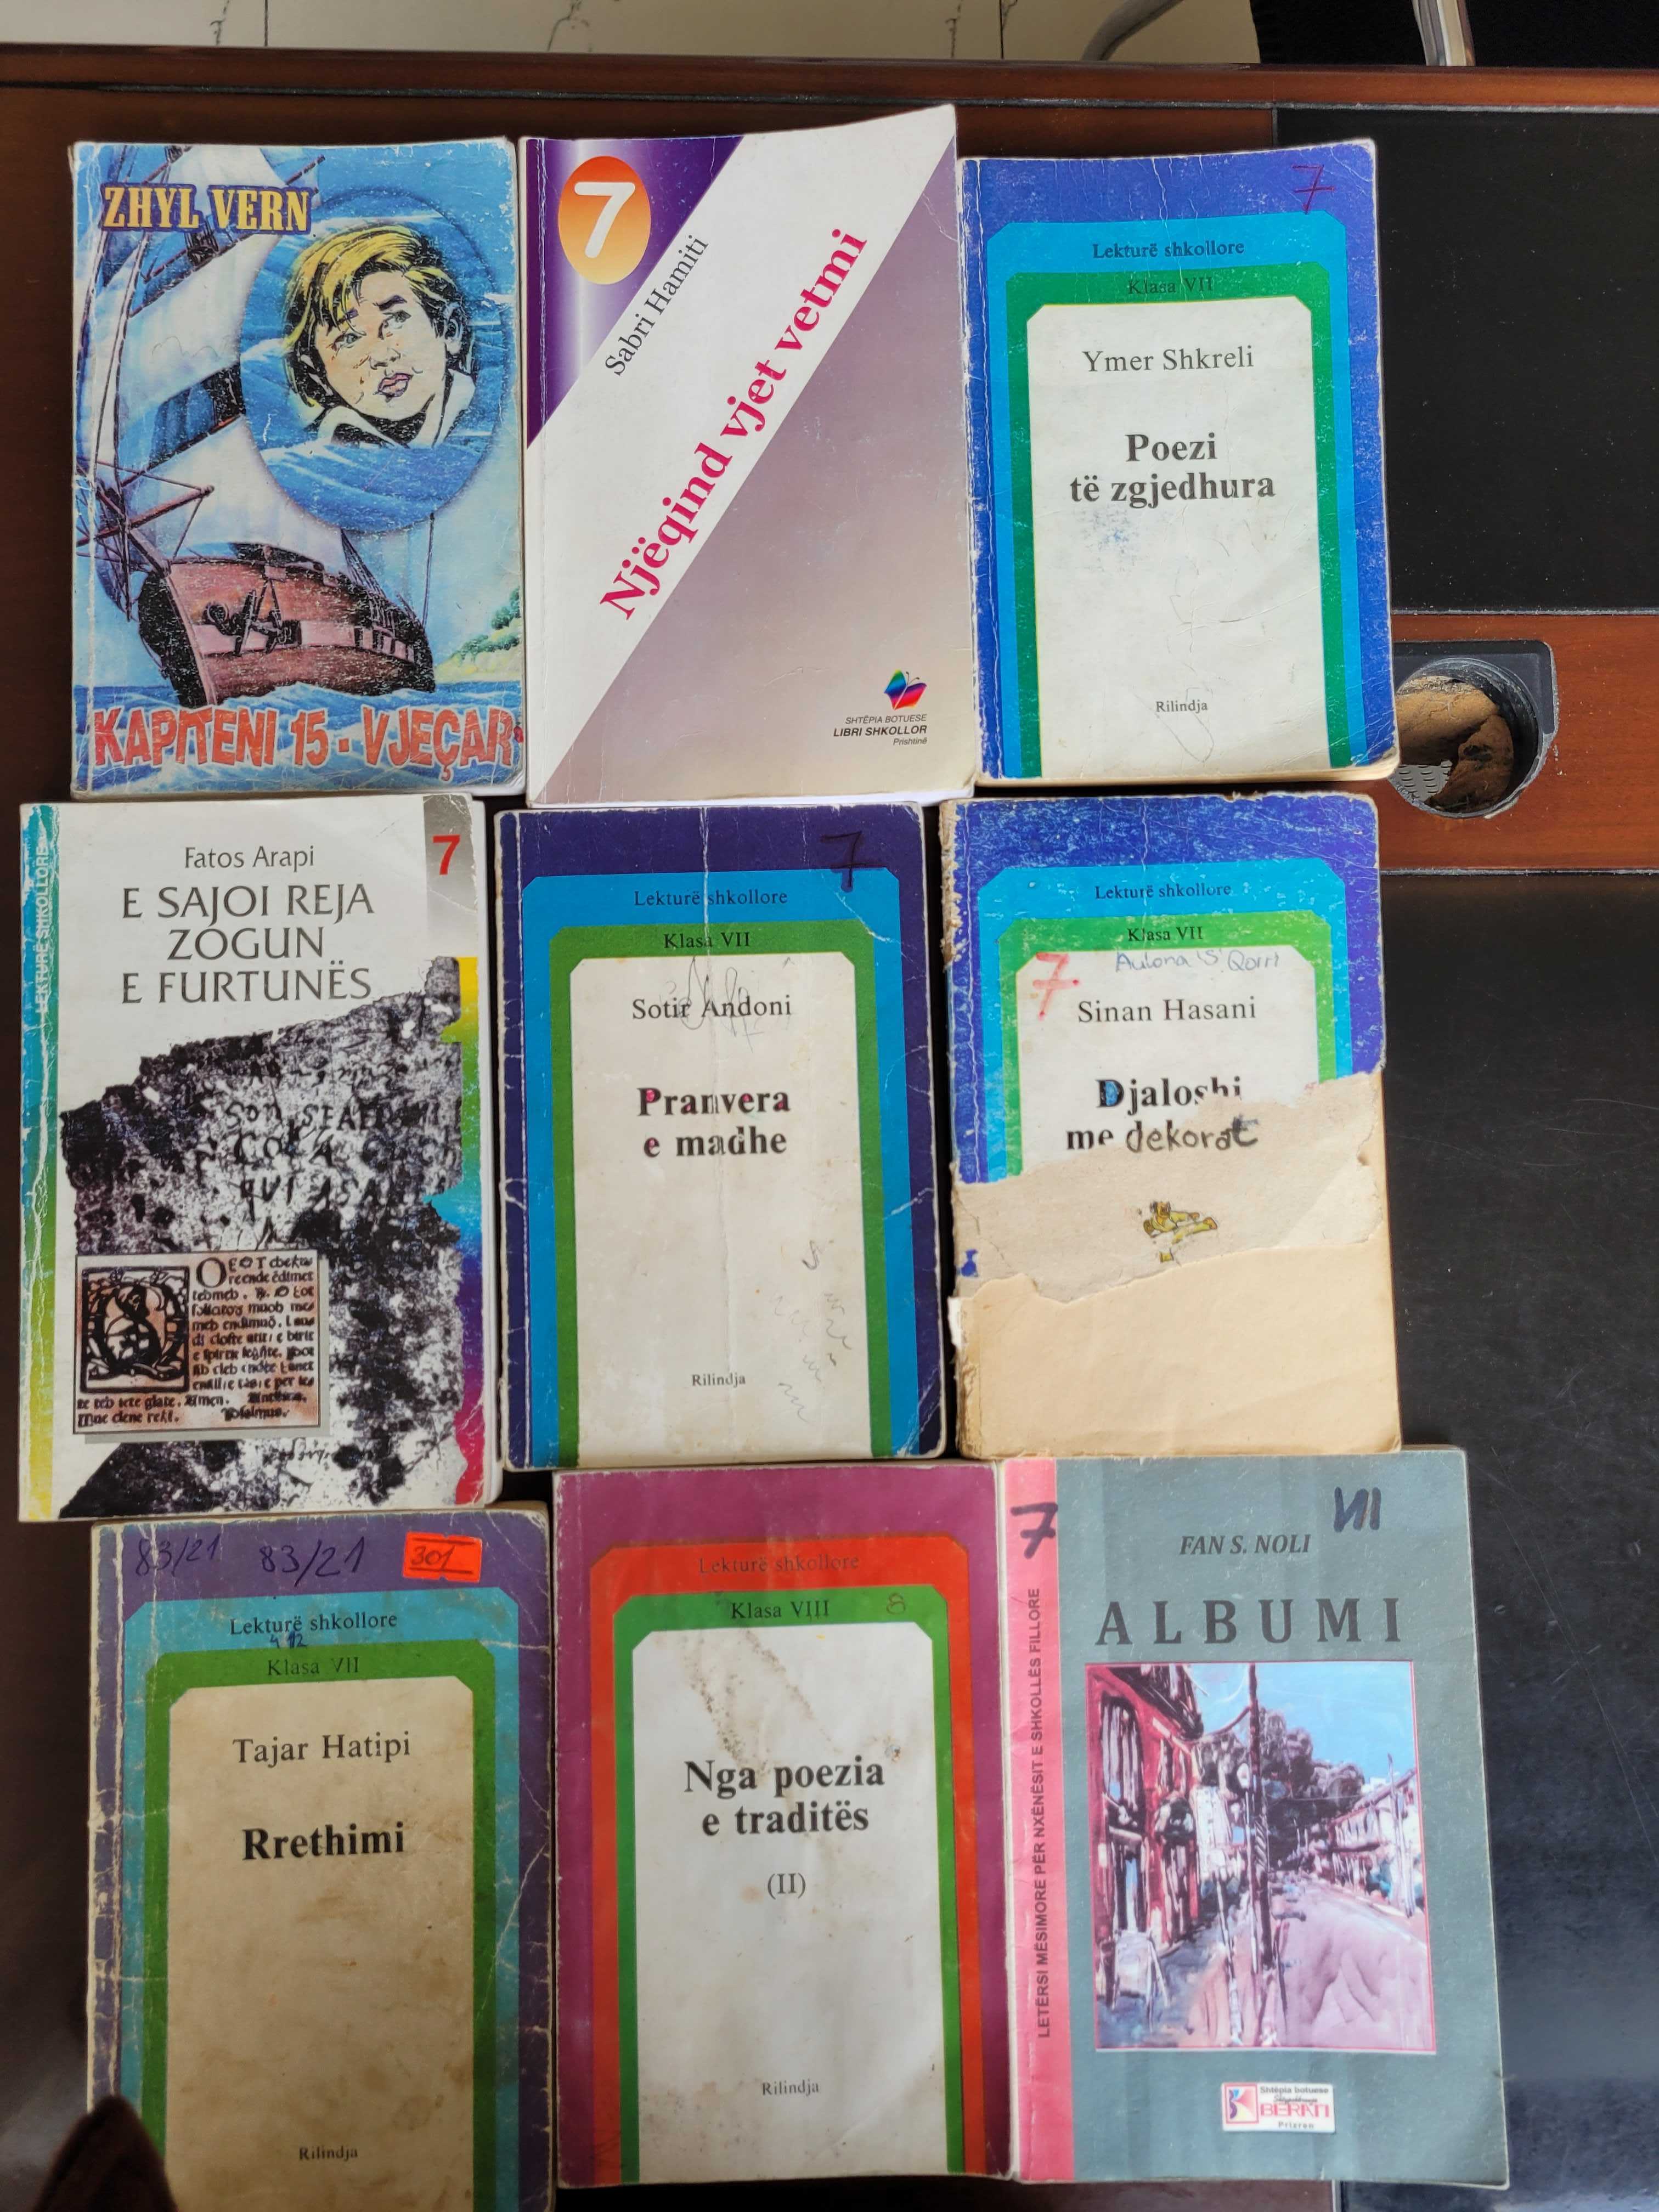 ZHYL VERN
KAPITENI 15 - VJEÇAR
7
Sabri Hamiti
Njëqind vjet vetmi
SHTËPIA BOTUESE
LIBRI SHKOLLOR
Prishtinë
7
Lekturë shkollore
Klasa VII
Ymer Shkreli
Poezi
të zgjedhura
Rilindja
LEKTURË SHKOLLORE
7
Fatos Arapi
E SAJOI REJA
ZOGUN
E FURTUNËS
7
Lekturë shkollore
Klasa VII
Sotir Andoni
Pranvera
e madhe
Rilindja
Lekturë shkollore
Klasa VII
7
Sinan Hasani
Djaloshi
me dekorat
83/21 83/21 301
Lekturë shkollore
Klasa VII
Tajar Hatipi
Rrethimi
Rilindja
Lekturë shkollore
Klasa VIII 8
Nga poezia
e traditës
(II)
Rilindja
7
VII
LETËRSI MËSIMORE PËR NXËNËSIT E SHKOLLËS FILLORE
FAN S. NOLI
ALBUMI
Shtëpia botuese
Prizren